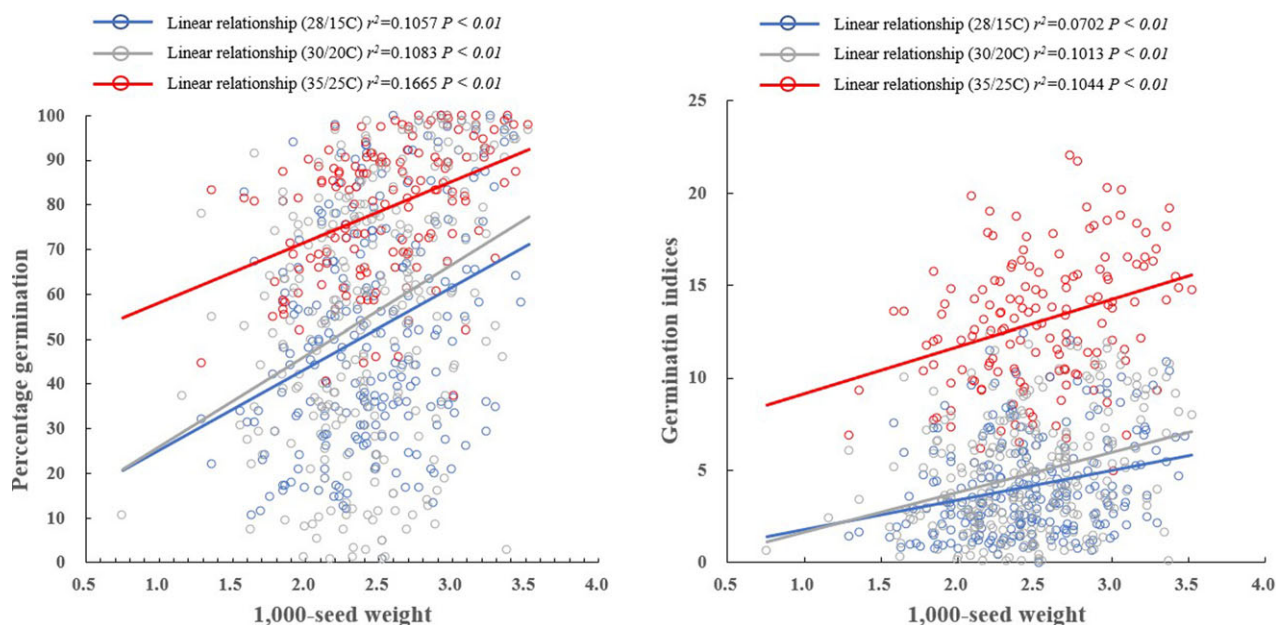 Linear relationship (28/15C) r²=0.1057 P < 0.01
Linear relationship (30/20C) r²=0.1083 P < 0.01
Linear relationship (35/25C) r²=0.1665 P < 0.01
100
90
80
70
60
50
40
30
20
10
0
Percentage germination
0.5 1.0 1.5 2.0 2.5 3.0 3.5 4.0
1,000-seed weight
Linear relationship (28/15C) r²=0.0702 P < 0.01
Linear relationship (30/20C) r²=0.1013 P < 0.01
Linear relationship (35/25C) r²=0.1044 P < 0.01
25
20
15
10
5
0
Germination indices
0.5 1.0 1.5 2.0 2.5 3.0 3.5 4.0
1,000-seed weight